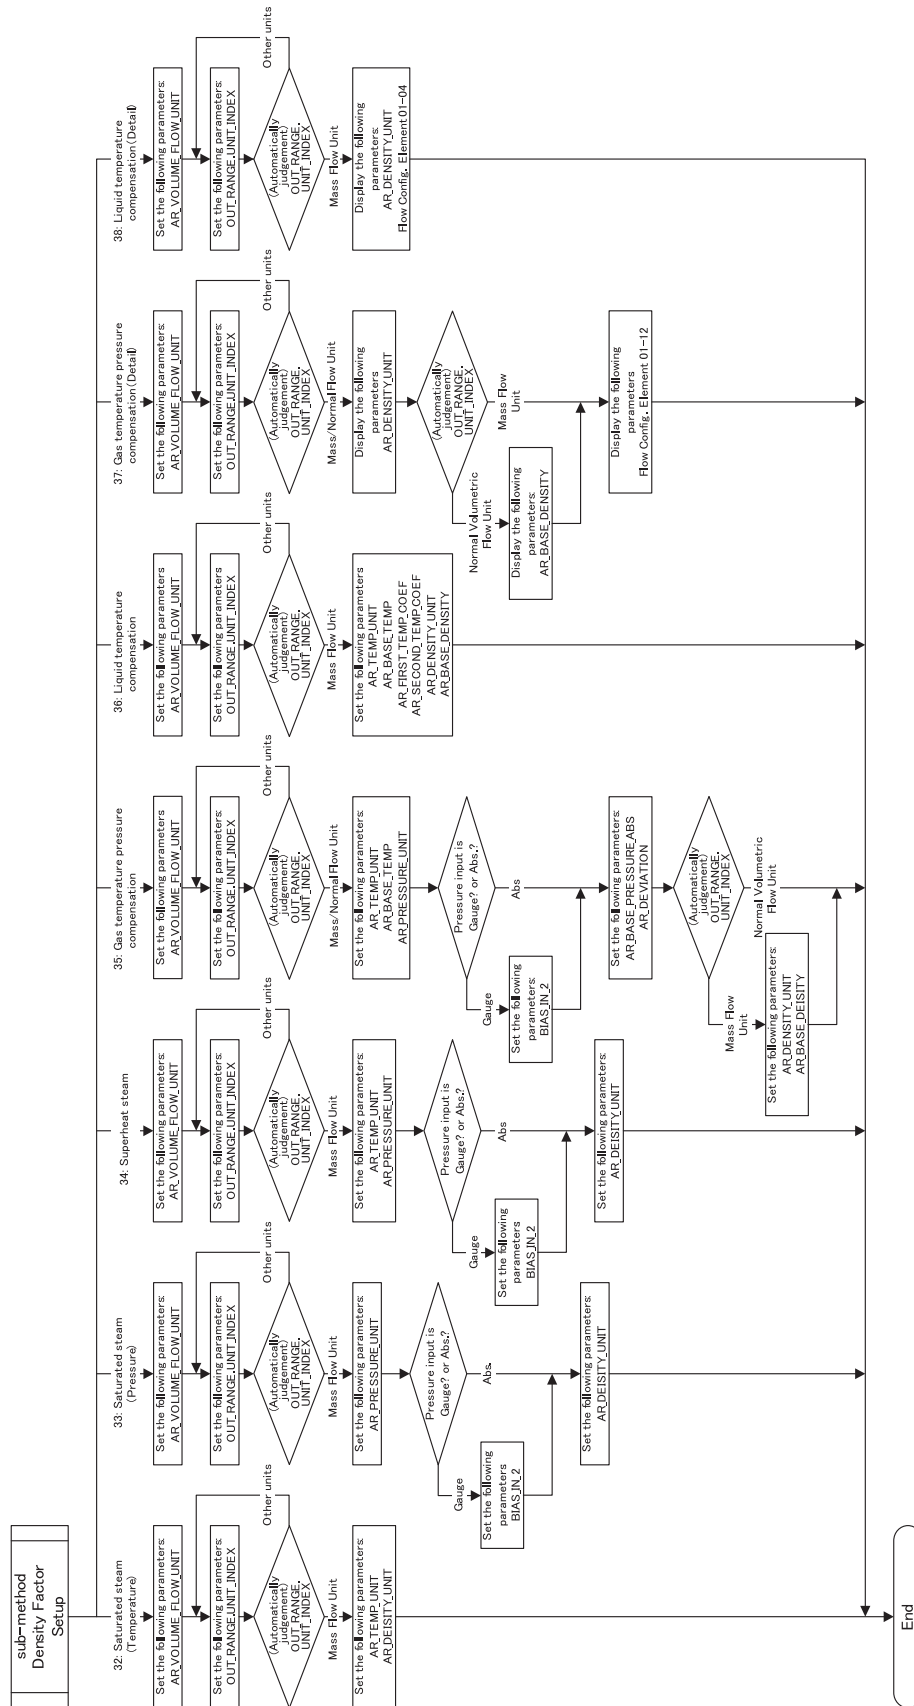 sub-method
Density Factor
Setup
32: Saturated steam
(Temperature)
Set the following parameters:
AR_VOLUME_FLOW_UNIT
Set the following parameters:
OUT_RANGE.UNIT_INDEX
(Automatically
judgement)
OUT_RANGE.
UNIT_INDEX
Other units
Mass Flow Unit
Set the following parameters:
AR_TEMP_UNIT
AR_DEISITY_UNIT
33: Saturated steam
(Pressure)
Set the following parameters:
AR_VOLUME_FLOW_UNIT
Set the following parameters:
OUT_RANGE.UNIT_INDEX
(Automatically
judgement)
OUT_RANGE.
UNIT_INDEX
Other units
Mass Flow Unit
Set the following parameters:
AR_PRESSURE_UNIT
Pressure input is
Gauge? or Abs.?
Gauge
Abs
Set the following
parameters
BIAS_IN_2
Set the following parameters:
AR_DEISITY_UNIT
34: Superheat steam
Set the following parameters:
AR_VOLUME_FLOW_UNIT
Set the following parameters:
OUT_RANGE.UNIT_INDEX
(Automatically
judgement)
OUT_RANGE.
UNIT_INDEX
Other units
Mass Flow Unit
Set the following parameters:
AR_TEMP_UNIT
AR_PRESSURE_UNIT
Pressure input is
Gauge? or Abs.?
Gauge
Abs
Set the following
parameters
BIAS_IN_2
Set the following parameters:
AR_DEISITY_UNIT
35: Gas temperature pressure
compensation
Set the following parameters
AR_VOLUME_FLOW_UNIT
Set the following parameters:
OUT_RANGE.UNIT_INDEX
(Automatically
judgement)
OUT_RANGE.
UNIT_INDEX
Other units
Mass/Normal Flow Unit
Set the following parameters:
AR_TEMP_UNIT
AR_BASE_TEMP
AR_PRESSURE_UNIT
Pressure input is
Gauge? or Abs.?
Gauge
Abs
Set the following
parameters:
BIAS_IN_2
Set the following parameters:
AR_BASE_PRESSURE_ABS
AR_DEVIATION
(Automatically
judgement)
OUT_RANGE.
UNIT_INDEX
Mass Flow
Unit
Normal Volumetric
Flow Unit
Set the following parameters:
AR_DENSITY_UNIT
AR_BASE_DEISITY
36: Liquid temperature
compensation
Set the following parameters
AR_VOLUME_FLOW_UNIT
Set the following parameters:
OUT_RANGE.UNIT_INDEX
(Automatically
judgement)
OUT_RANGE.
UNIT_INDEX
Other units
Mass Flow Unit
Set the following parameters
AR_TEMP_UNIT
AR_BASE_TEMP
AR_FIRST_TEMP_COEF
AR_SECOND_TEMP_COEF
AR_DENSITY_UNIT
AR_BASE_DENSITY
37: Gas temperature pressure
compensation(Detail)
Set the following parameters:
AR_VOLUME_FLOW_UNIT
Set the following parameters:
OUT_RANGE.UNIT_INDEX
(Automatically
judgement)
OUT_RANGE.
UNIT_INDEX
Other units
Mass/Normal Flow Unit
Display the following
parameters
AR_DENSITY_UNIT
(Automatically
judgement)
OUT_RANGE.
UNIT_INDEX
Normal Volumetric
Flow Unit
Mass Flow
Unit
Display the following
parameters:
AR_BASE_DENSITY
Display the following
parameters
Flow Config. Element 01-12
38: Liquid temperature
compensation(Detail)
Set the following parameters:
AR_VOLUME_FLOW_UNIT
Set the following parameters:
OUT_RANGE.UNIT_INDEX
(Automatically
judgement)
OUT_RANGE.
UNIT_INDEX
Other units
Mass Flow Unit
Display the following
parameters:
AR_DENSITY_UNIT
Flow Config. Element 01-04
End